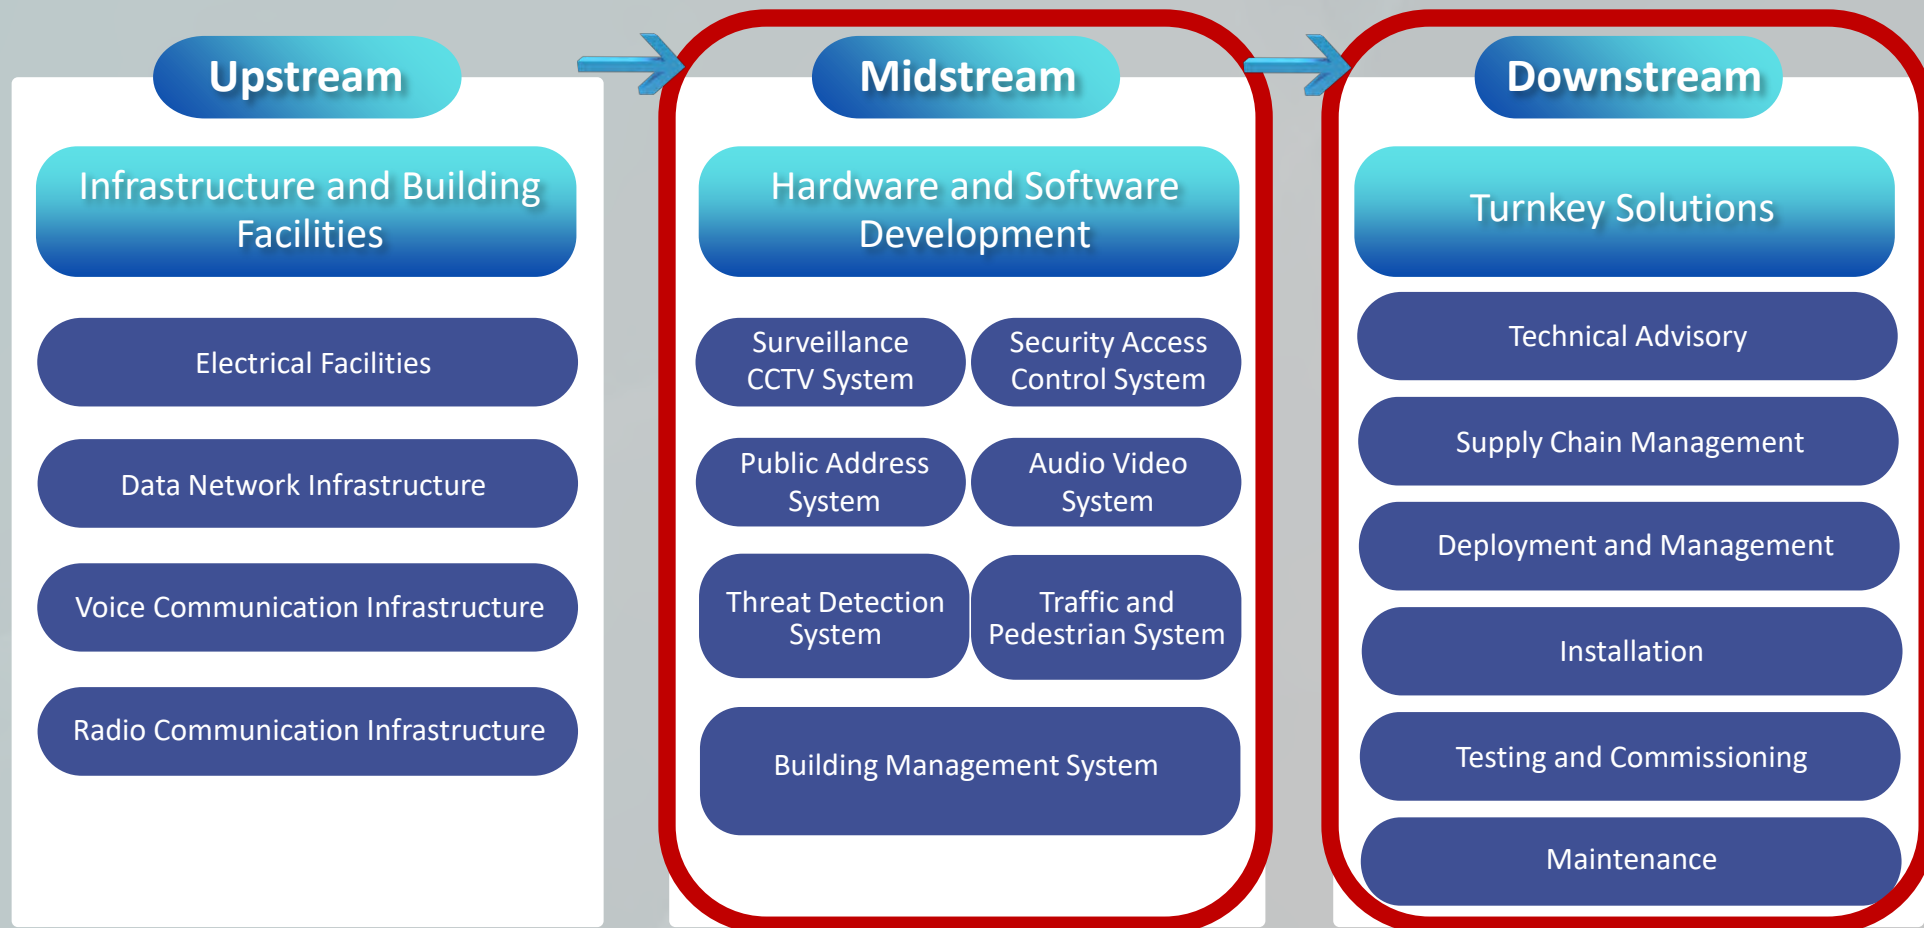 Upstream
Infrastructure and Building
Facilities
Electrical Facilities
Data Network Infrastructure
Voice Communication Infrastructure
Radio Communication Infrastructure
Midstream
Hardware and Software
Development
Surveillance
CCTV System
Security Access
Control System
Public Address
System
Audio Video
System
Threat Detection
System
Traffic and
Pedestrian System
Building Management System
Downstream
Turnkey Solutions
Technical Advisory
Supply Chain Management
Deployment and Management
Installation
Testing and Commissioning
Maintenance